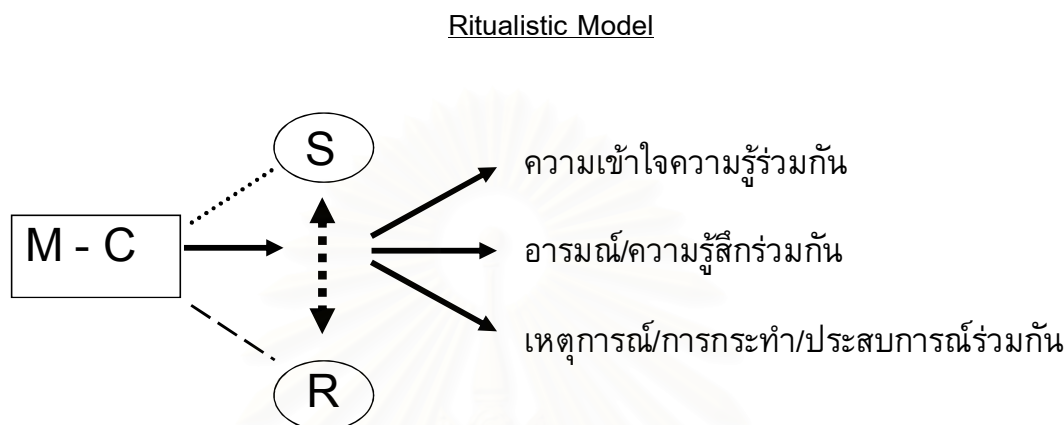 Ritualistic Model
S
ความเข้าใจความรู้ร่วมกัน
M - C
อารมณ์/ความรู้สึกร่วมกัน
เหตุการณ์/การกระทำ/ประสบการณ์ร่วมกัน
R